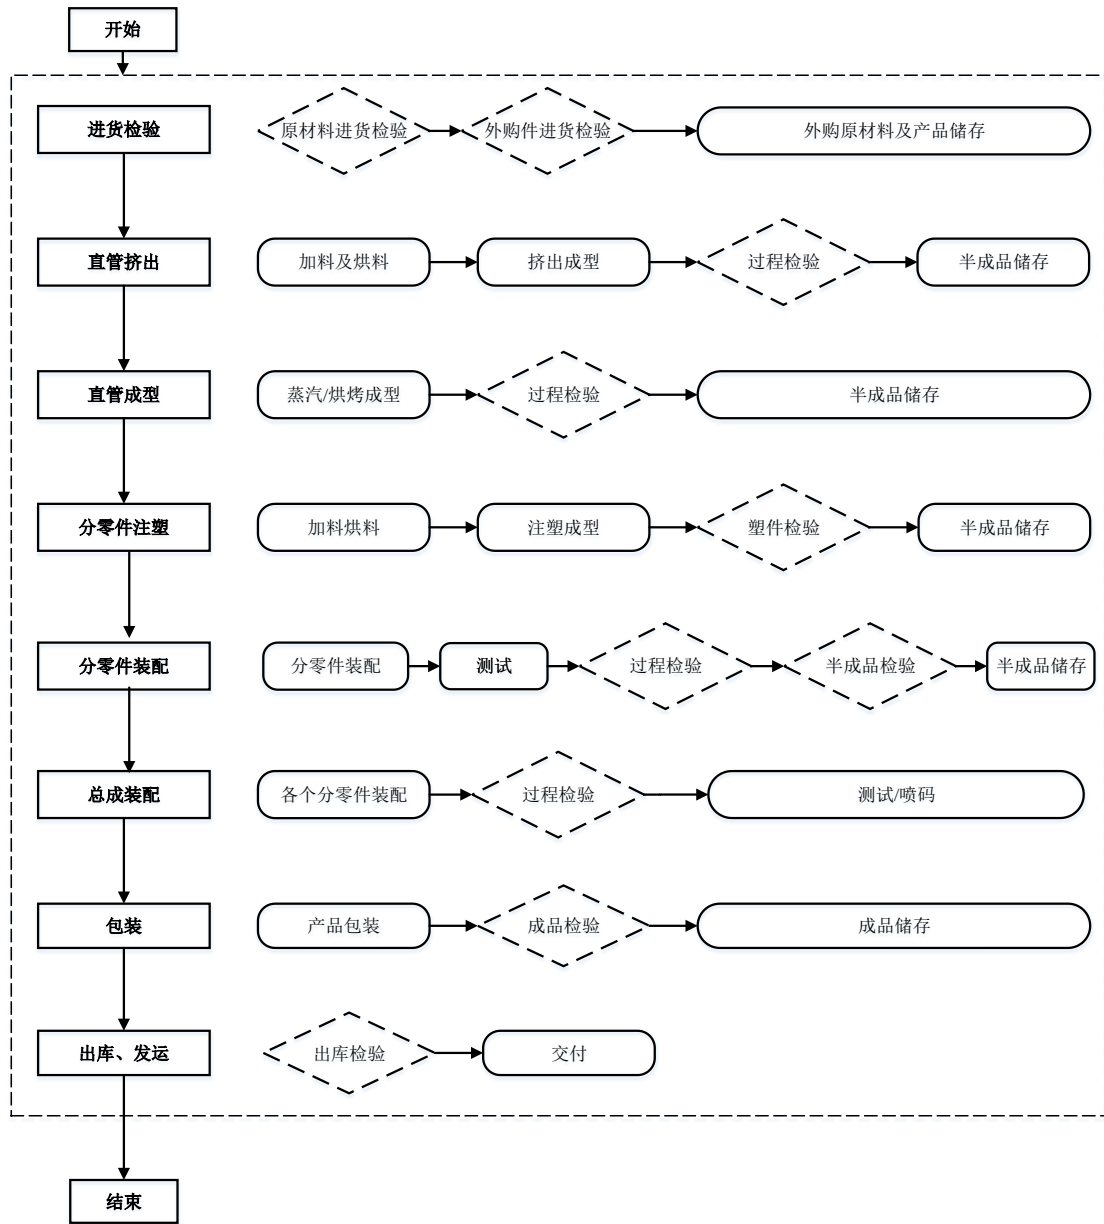 开始
进货检验
原材料进货检验
外购件进货检验
外购原材料及产品储存
直管挤出
加料及烘料
挤出成型
过程检验
半成品储存
直管成型
蒸汽/烘烤成型
过程检验
半成品储存
分零件注塑
加料烘料
注塑成型
塑件检验
半成品储存
分零件装配
分零件装配
测试
过程检验
半成品检验
半成品储存
总成装配
各个分零件装配
过程检验
测试/喷码
包装
产品包装
成品检验
成品储存
出库、发运
出库检验
交付
结束